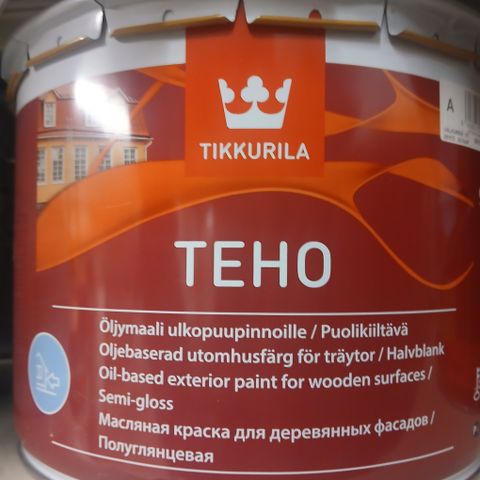 TIKKURILA
A
TEHO
Öljymaali ulkopuupinnoille / Puolikiiltävä
Oljebaserad utomhusfärg för träytor / Halvblank
Oil-based exterior paint for wooden surfaces /
Semi-gloss
Масляная краска для деревянных фасадов /
Полуглянцевая